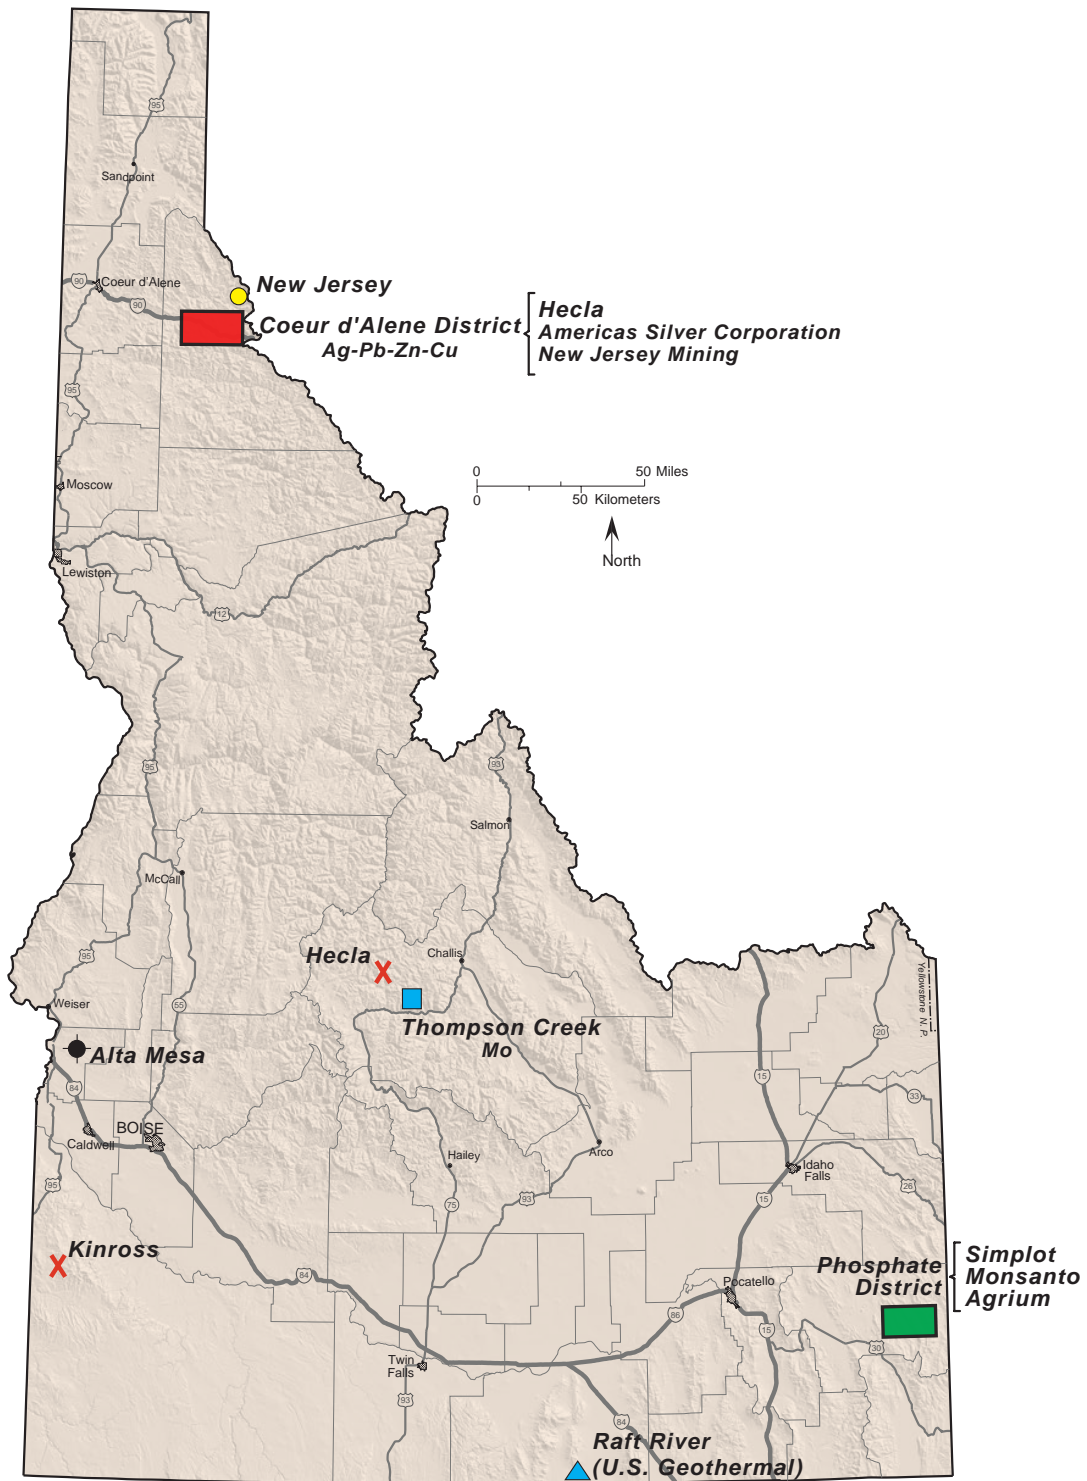 95
Sandpoint
90
Coeur d'Alene
90
New Jersey
Coeur d'Alene District
Ag-Pb-Zn-Cu
Hecla
Americas Silver Corporation
New Jersey Mining
95
Moscow
0
50 Miles
0
50 Kilometers
North
Lewiston
12
95
93
Salmon
McCall
95
Hecla
X
Challis
Weiser
55
Thompson Creek
Mo
Yellowstone N. P.
20
Alta Mesa
84
15
33
BOISE
Caldwell
Hailey
Arco
Idaho
Falls
95
75
93
15
26
Kinross
X
84
Phosphate
District
Simplot
Monsanto
Agrium
Pocatello
86
15
30
Twin
Falls
93
84
Raft River
(U.S. Geothermal)